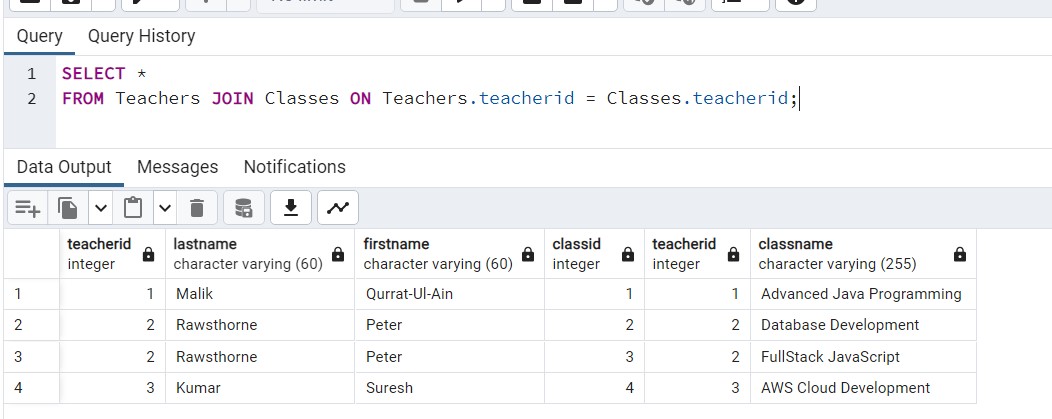 Query Query History
1 SELECT *
2 FROM Teachers JOIN Classes ON Teachers.teacherid = Classes.teacherid;
Data Output Messages Notifications
teacherid lastname firstname classid teacherid classname
integer character varying (60) character varying (60) integer integer character varying (255)
1 1 Malik Qurrat-Ul-Ain 1 1 Advanced Java Programming
2 2 Rawsthorne Peter 2 2 Database Development
3 2 Rawsthorne Peter 3 2 FullStack JavaScript
4 3 Kumar Suresh 4 3 AWS Cloud Development